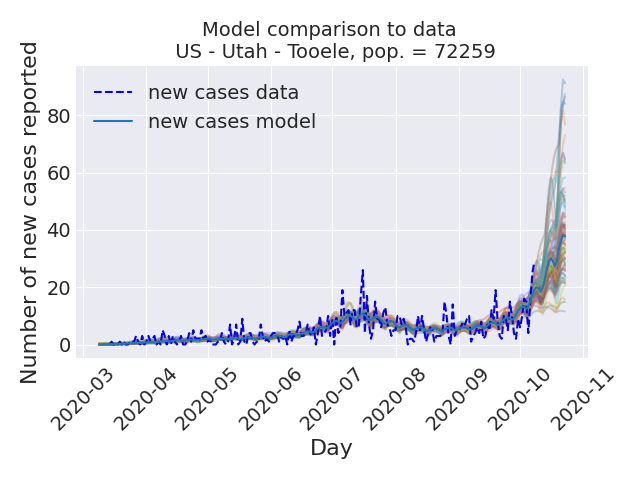 Model comparison to data
US - Utah - Tooele, pop. = 72259
Number of new cases reported
80
60
40
20
0
new cases data
new cases model
2020-03
2020-04
2020-05
2020-06
2020-07
2020-08
2020-09
2020-10
2020-11
Day